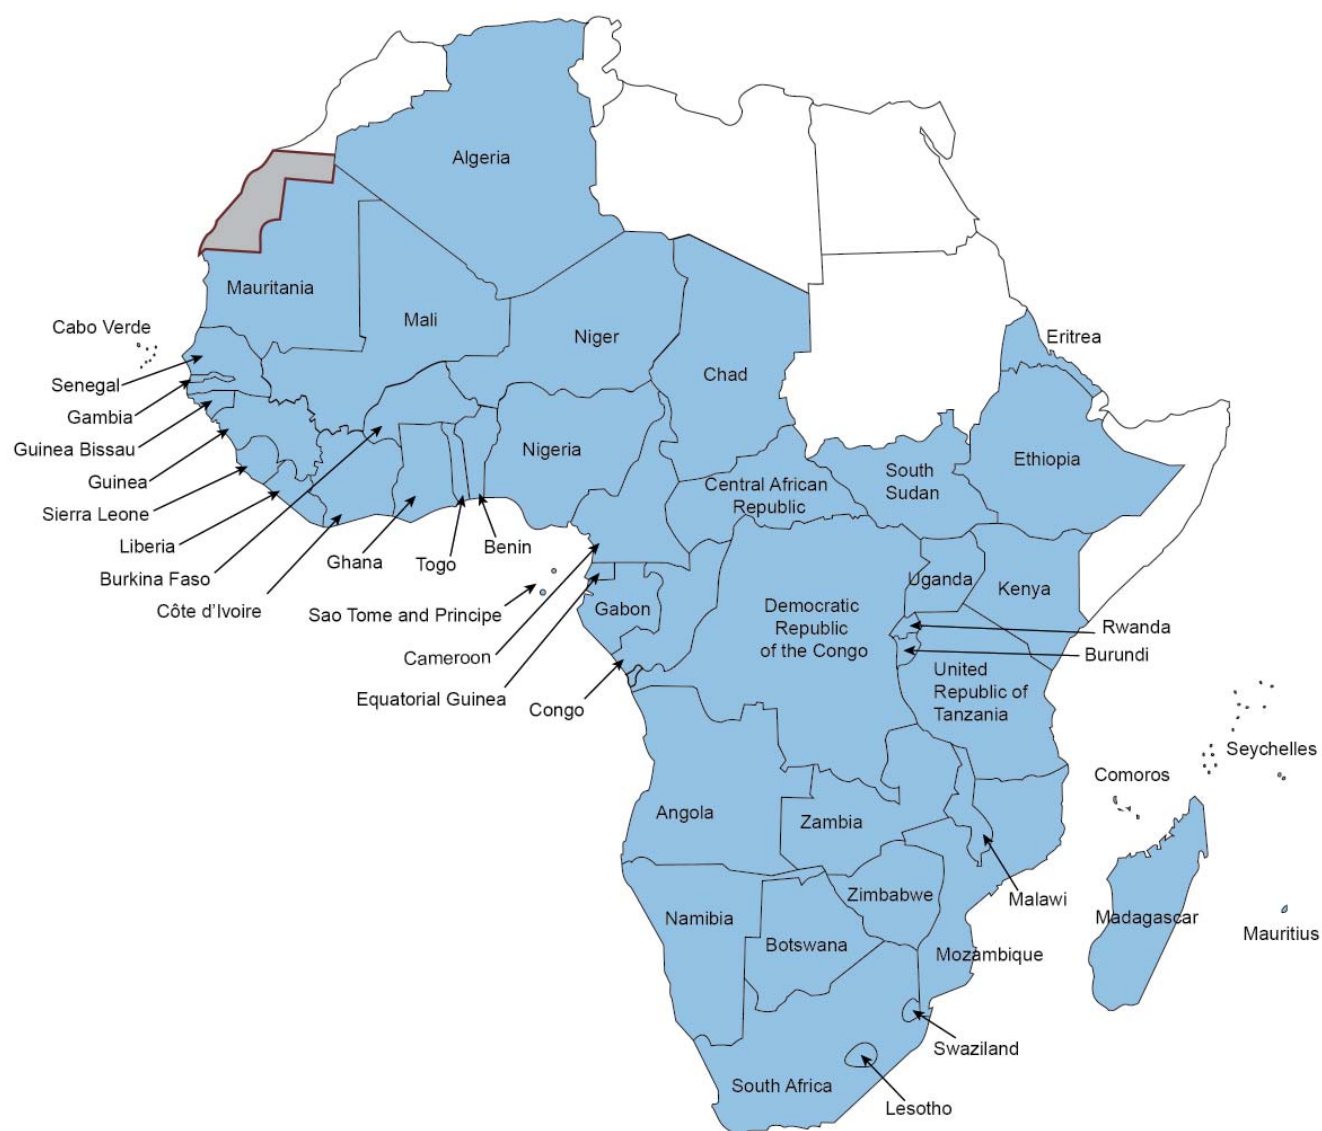 Algeria
Mauritania
Mali
Niger
Chad
Eritrea
Cabo Verde
Senegal
Gambia
Guinea Bissau
Guinea
Sierra Leone
Liberia
Burkina Faso
Côte d’Ivoire
Ghana
Togo
Benin
Nigeria
Central African
Republic
South
Sudan
Ethiopia
Sao Tome and Principe
Cameroon
Equatorial Guinea
Gabon
Congo
Democratic
Republic
of the Congo
Uganda
Kenya
Rwanda
Burundi
United
Republic of
Tanzania
Seychelles
Comoros
Angola
Zambia
Malawi
Zimbabwe
Namibia
Botswana
Mozambique
Madagascar
Mauritius
Swaziland
South Africa
Lesotho